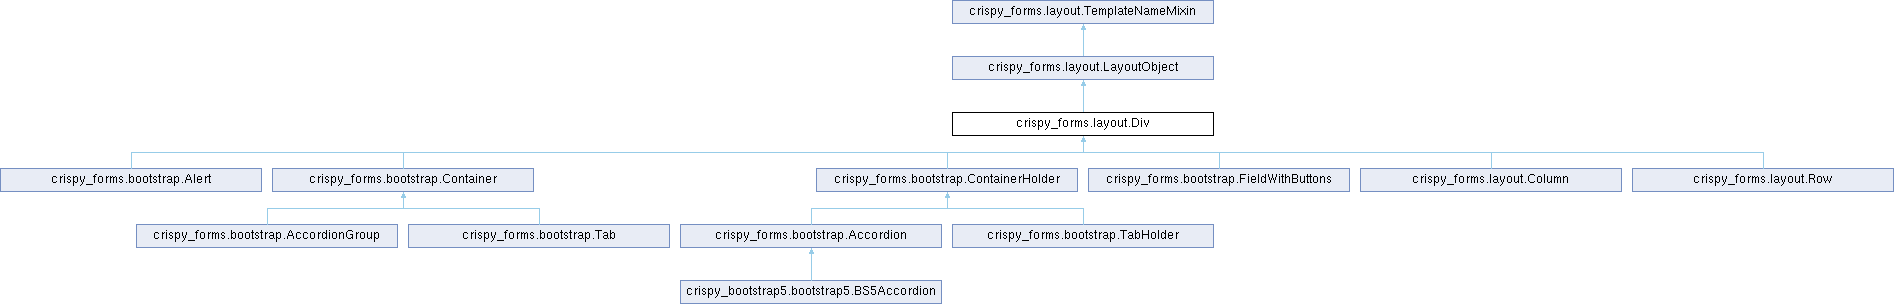 crispy_forms.layout.TemplateNameMixin
crispy_forms.layout.LayoutObject
crispy_forms.layout.Div
crispy_forms.bootstrap.Alert
crispy_forms.bootstrap.Container
crispy_forms.bootstrap.ContainerHolder
crispy_forms.bootstrap.FieldWithButtons
crispy_forms.layout.Column
crispy_forms.layout.Row
crispy_forms.bootstrap.AccordionGroup
crispy_forms.bootstrap.Tab
crispy_forms.bootstrap.Accordion
crispy_forms.bootstrap.TabHolder
crispy_bootstrap5.bootstrap5.BS5Accordion